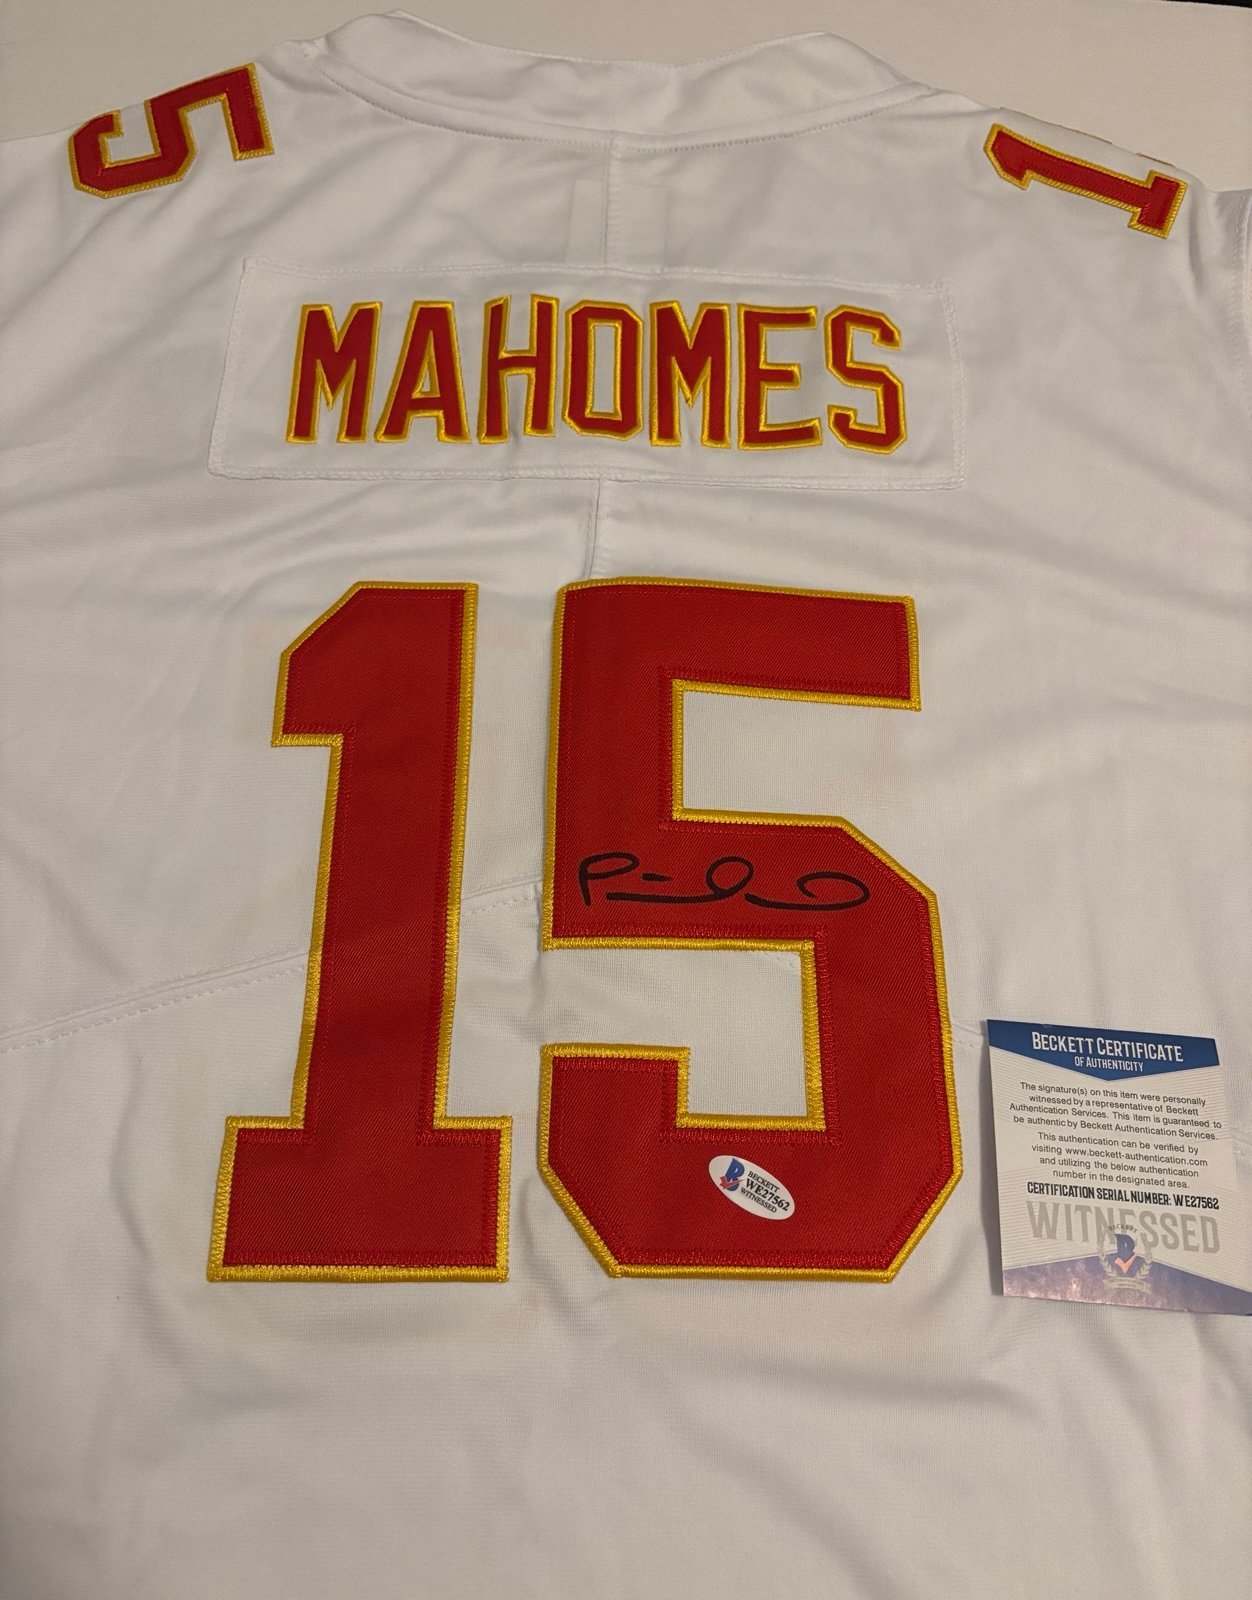 5
1
MAHOMES
15
BECKETT
WE27562
WITNESSED
BECKETT CERTIFICATE
OF AUTHENTICITY
The signature(s) on this item were personally
witnessed by a representative of Beckett
Authentication Services. This item is guaranteed to
be authentic by Beckett Authentication Services.
This authentication can be verified by
visiting www.beckett-authentication.com
and utilizing the below authentication
number in the designated area.
CERTIFICATION SERIAL NUMBER: WE27562
WITNESSED
BECKETT
B